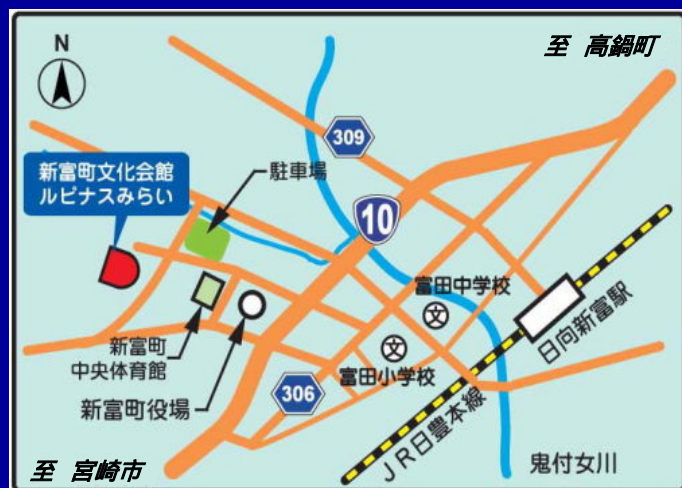 N
至 高鍋町
309
新富町文化会館
ルピナスみらい
駐車場
10
富田中学校
日向新富駅
文
文
新富町
中央体育館
富田小学校
306
新富町役場
JR日豊本線
鬼付女川
至 宮崎市